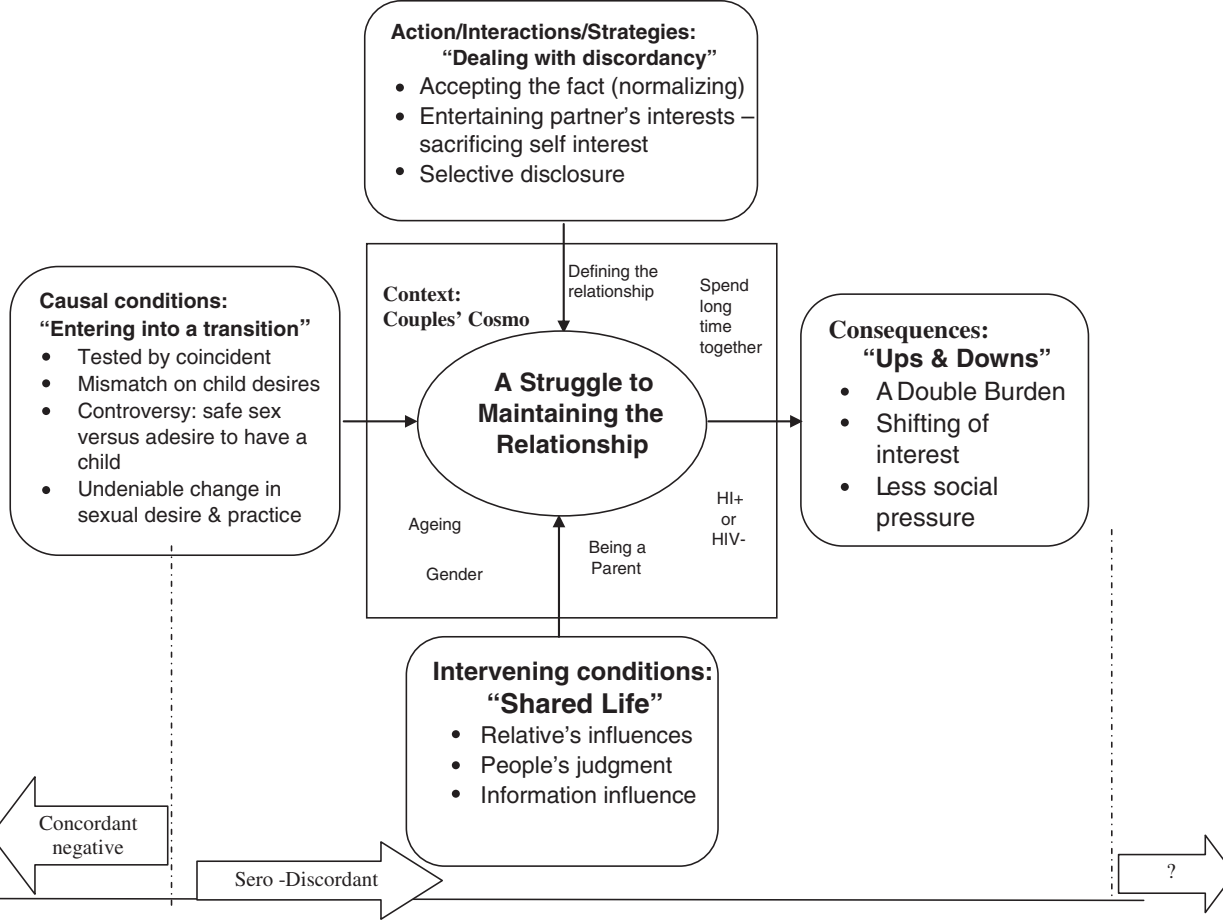 Action/Interactions/Strategies:
“Dealing with discordancy”
• Accepting the fact (normalizing)
• Entertaining partner’s interests –
sacrificing self interest
• Selective disclosure
Causal conditions:
“Entering into a transition”
• Tested by coincident
• Mismatch on child desires
• Controversy: safe sex
versus adesire to have a
child
• Undeniable change in
sexual desire & practice
Context:
Couples’ Cosmo
Defining the
relationship
Spend
long
time
together
A Struggle to
Maintaining the
Relationship
Ageing
Gender
Being a
Parent
HI+
or
HIV-
Consequences:
“Ups & Downs”
• A Double Burden
• Shifting of
interest
• Less social
pressure
Intervening conditions:
“Shared Life”
• Relative’s influences
• People’s judgment
• Information influence
Concordant
negative
Sero -Discordant
?